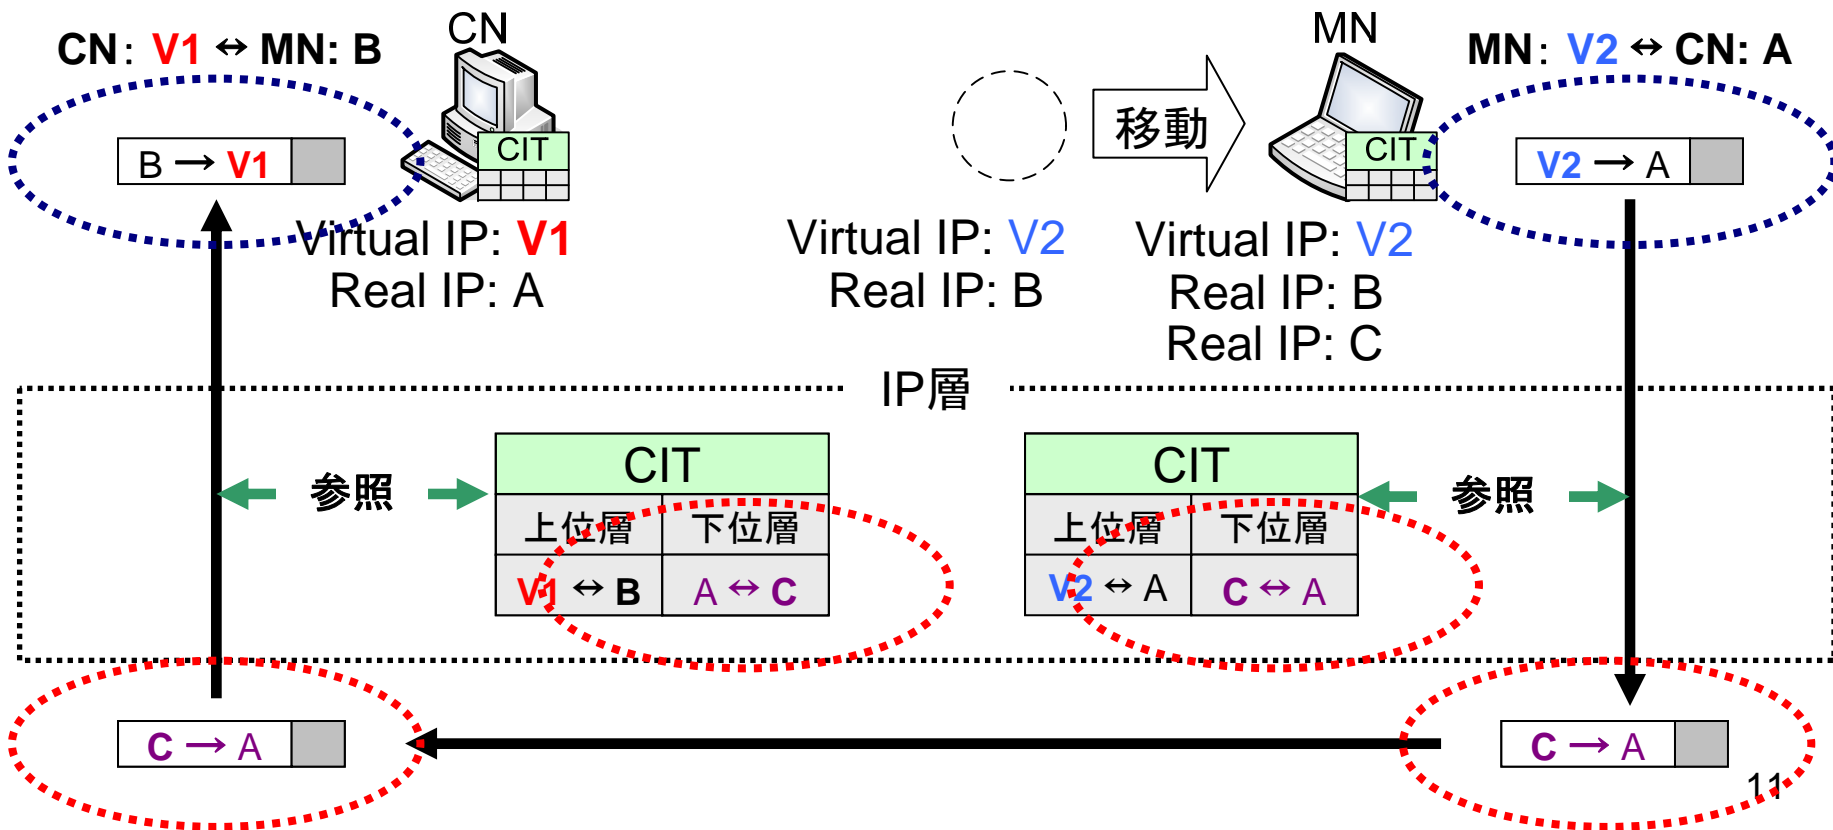 CN
MN
CN: V1 ↔ MN: B
MN: V2 ↔ CN: A
B → V1
CIT
移動
CIT
V2 → A
Virtual IP: V1
Real IP: A
Virtual IP: V2
Real IP: B
Virtual IP: V2
Real IP: B
Real IP: C
IP層
参照
CIT
上位層 下位層
V1 ↔ B A ↔ C
CIT
上位層 下位層
V2 ↔ A C ↔ A
参照
C → A
C → A
11